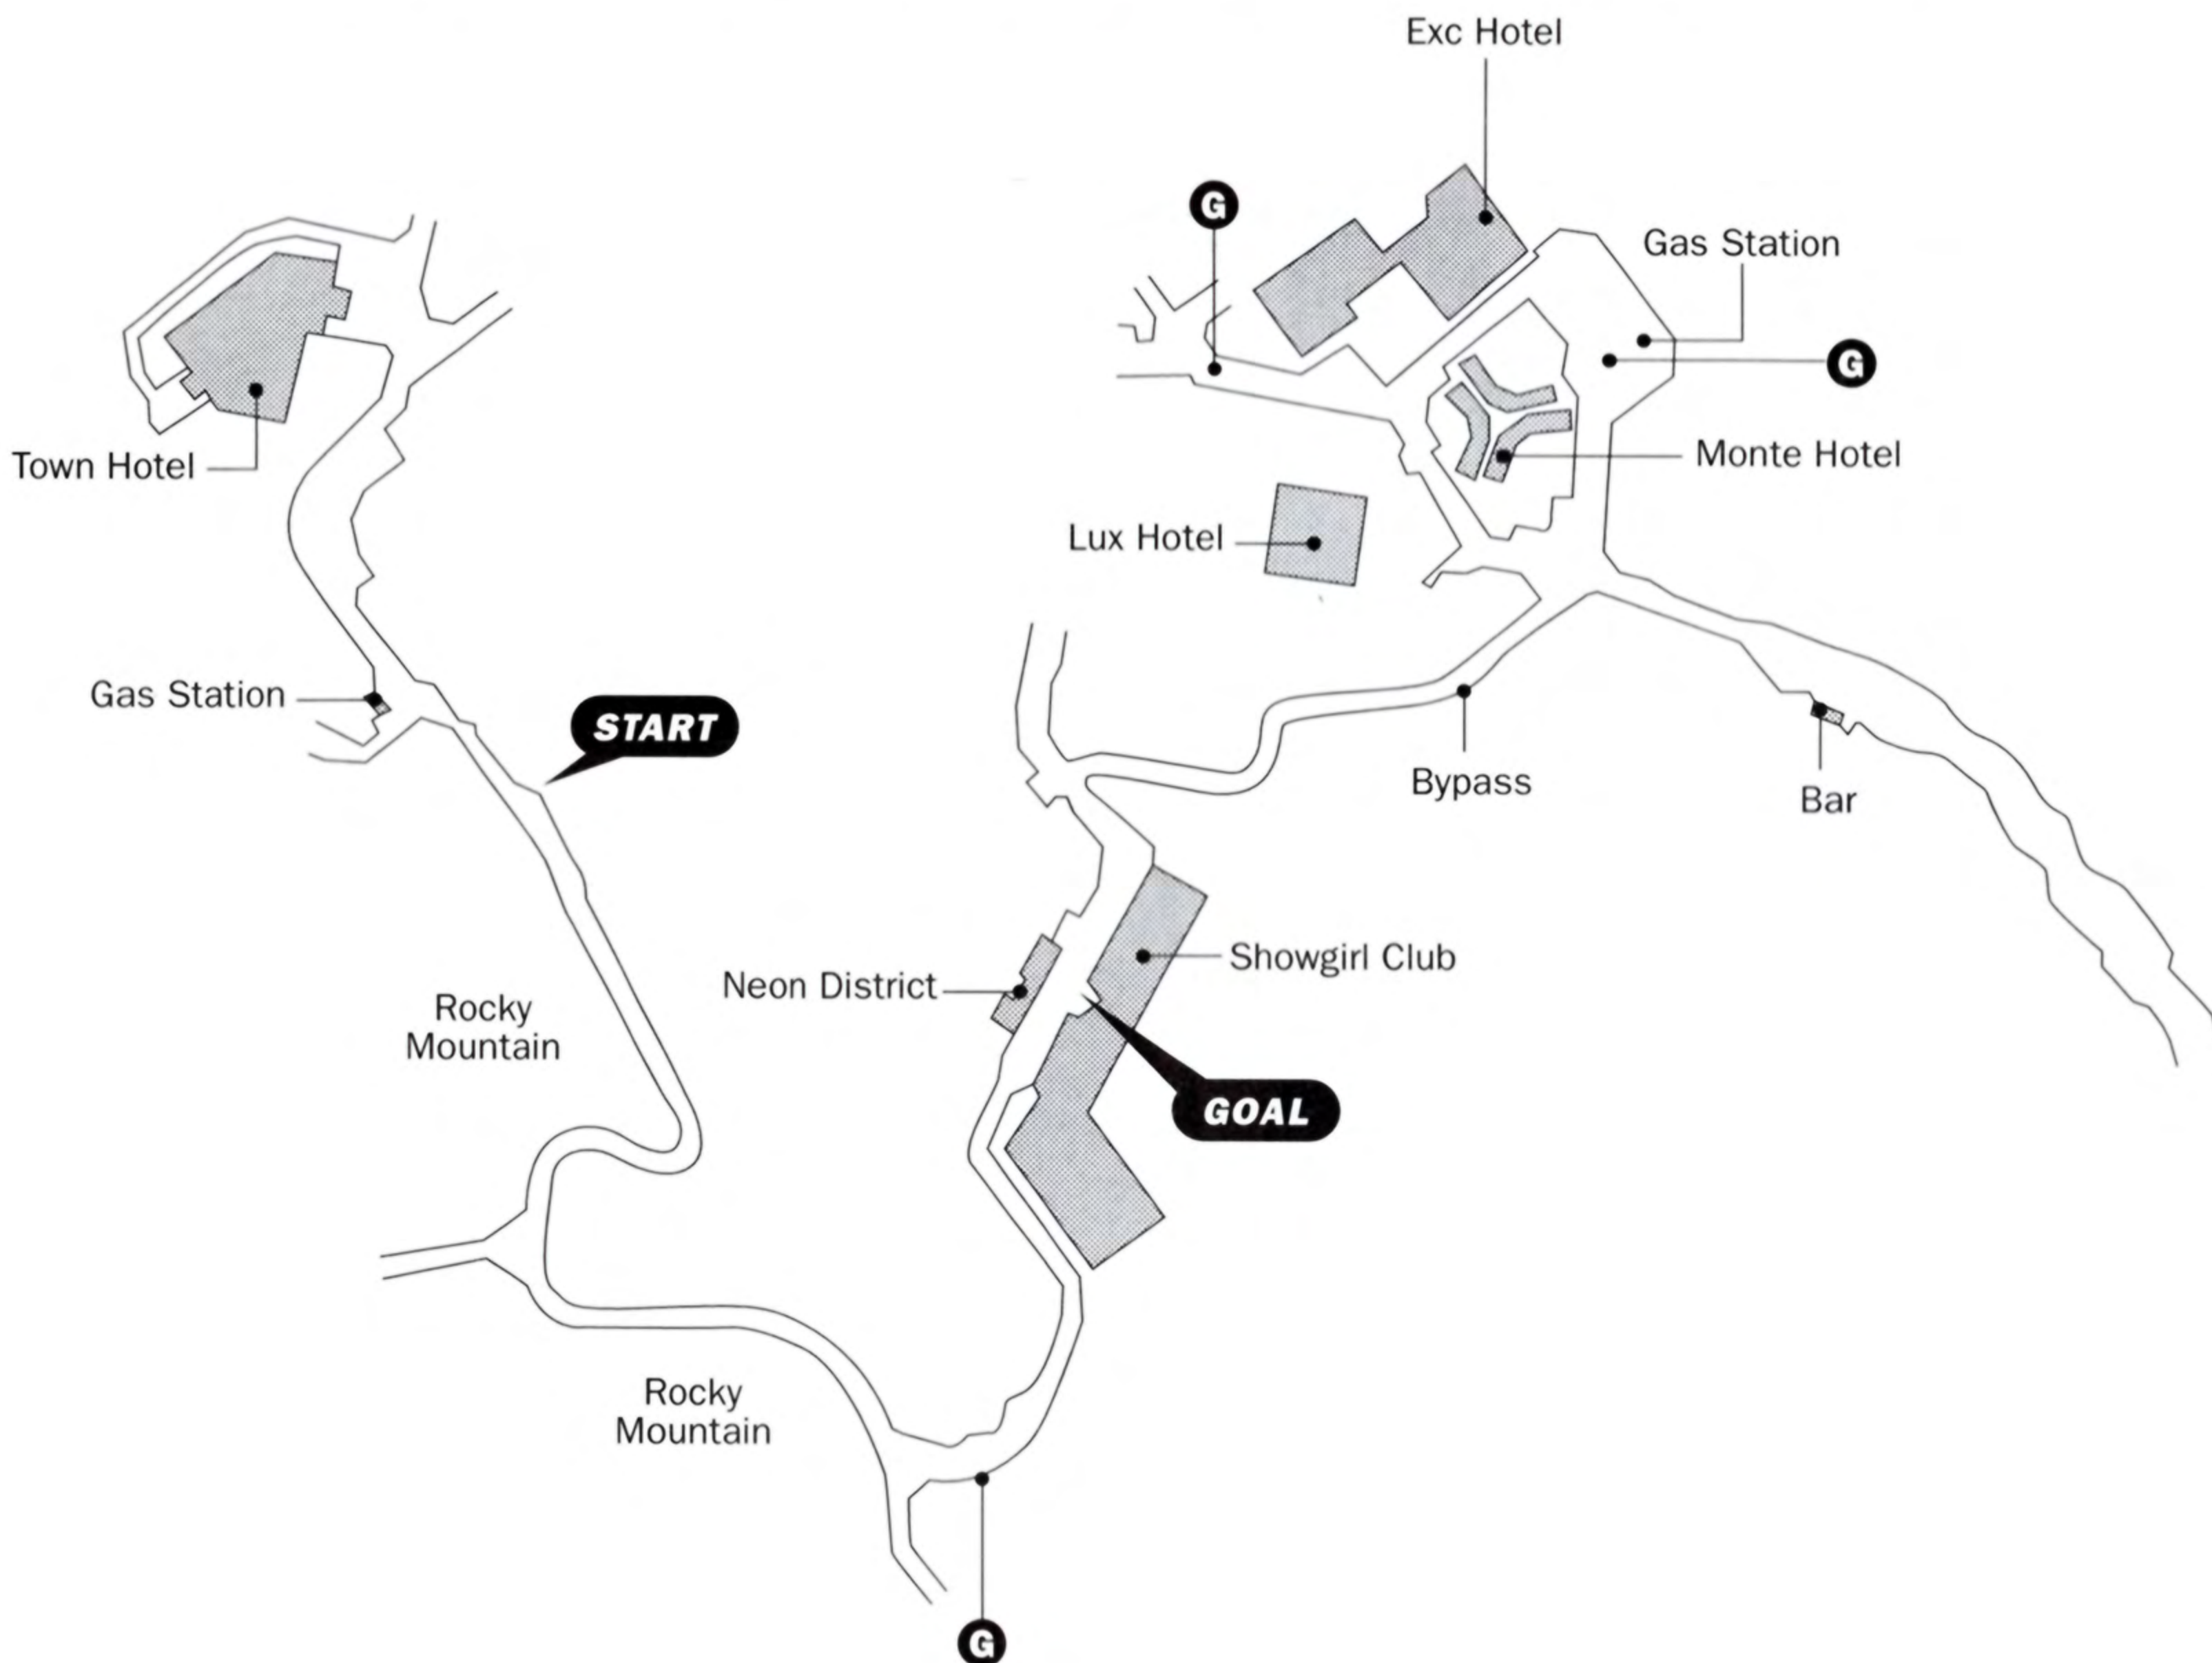 Exc Hotel
G
Gas Station
G
Town Hotel
Monte Hotel
Lux Hotel
Gas Station
START
Bypass
Bar
Neon District
Showgirl Club
Rocky
Mountain
GOAL
Rocky
Mountain
G